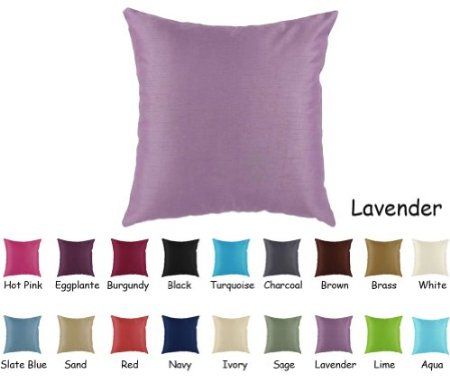 Lavender
Hot Pink Eggplante Burgundy Black Turquoise Charcoal Brown Brass White
Slate Blue Sand Red Navy Ivory Sage Lavender Lime Aqua